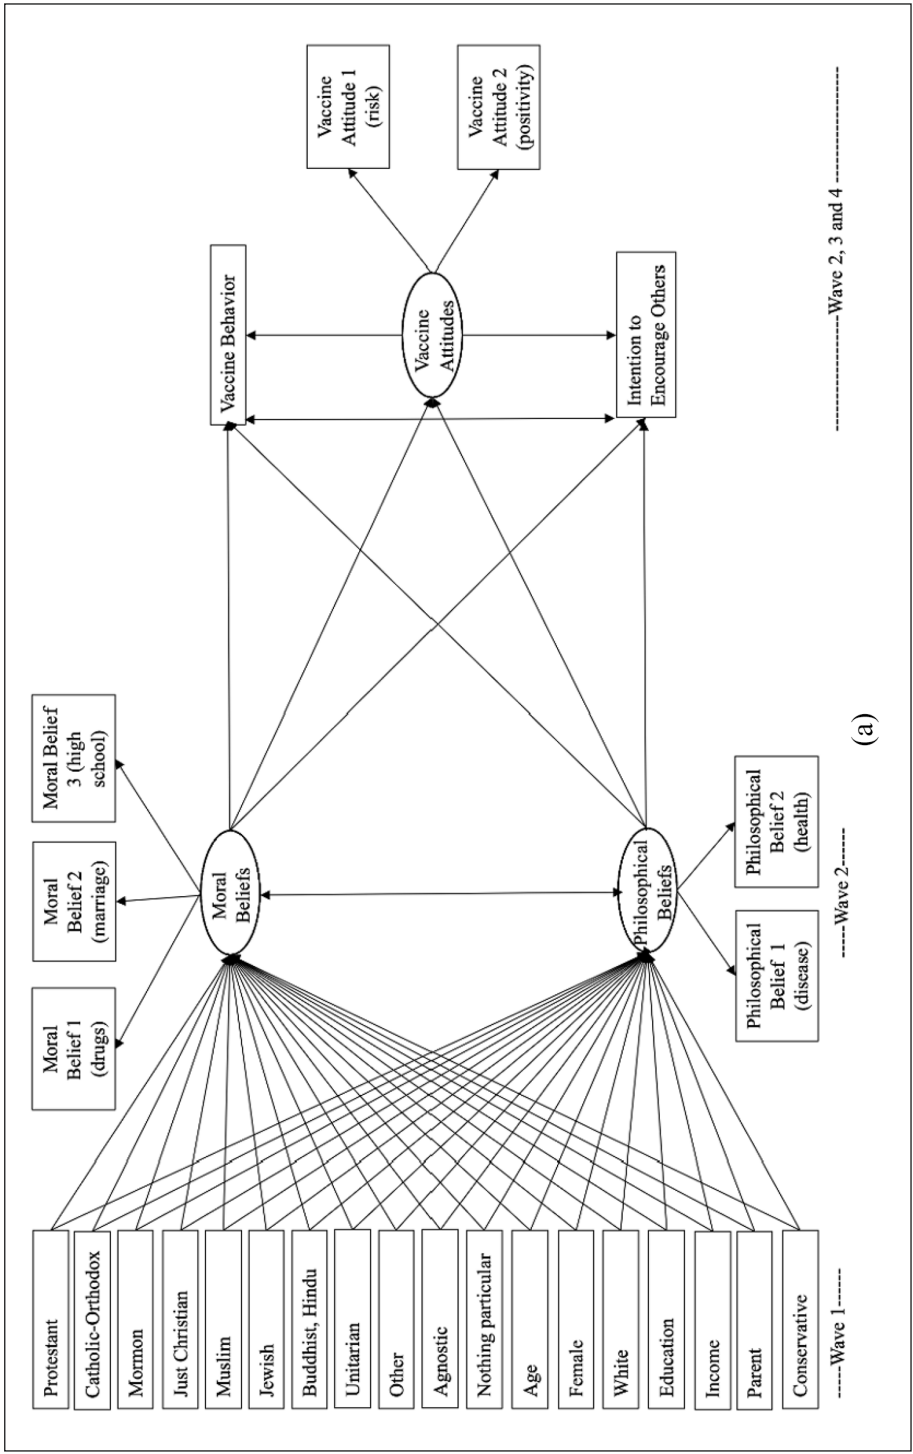 Protestant
Catholic-Orthodox
Mormon
Just Christian
Muslim
Jewish
Buddhist, Hindu
Unitarian
Other
Agnostic
Nothing particular
Age
Female
White
Education
Income
Parent
Conservative
-----Wave 1------
Moral
Belief 1
(drugs)
Moral
Belief 2
(marriage)
Moral Belief
3 (high
school)
Moral
Beliefs
Philosophical
Beliefs
Philosophical
Belief 1
(disease)
Philosophical
Belief 2
(health)
-----Wave 2------
Vaccine Behavior
Vaccine
Attitudes
Intention to
Encourage Others
Vaccine
Attitude 1
(risk)
Vaccine
Attitude 2
(positivity)
----------------Wave 2, 3 and 4 ----------------
(a)